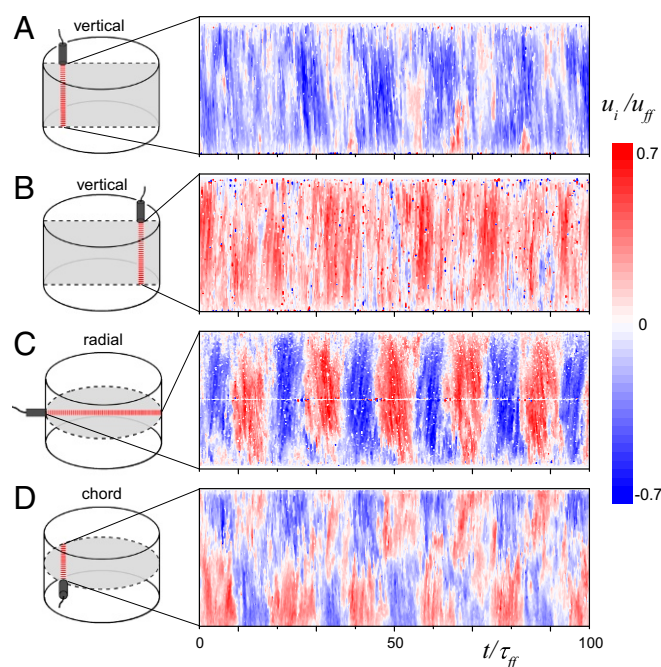 A
vertical
u_i/u_ff
B
vertical
0.7
C
radial
0
-0.7
D
chord
0
50
100
t/τ_ff